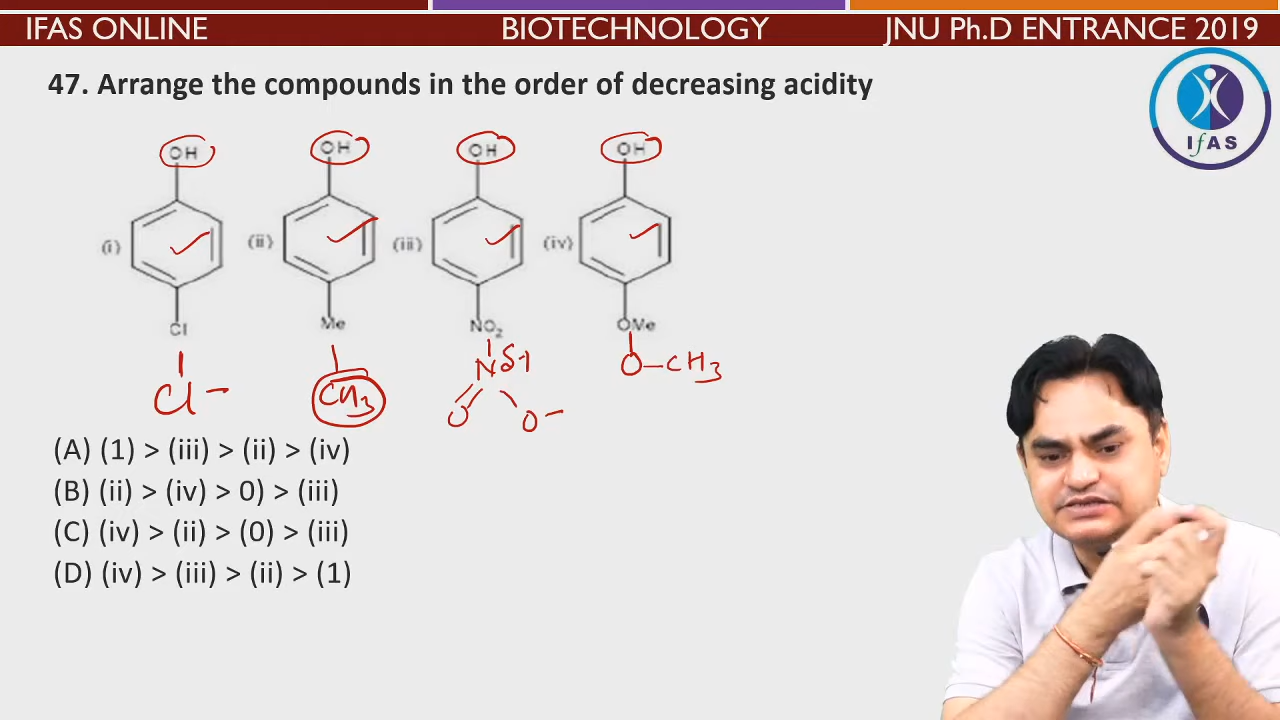 IFAS ONLINE BIOTECHNOLOGY JNU Ph.D ENTRANCE 2019
IfAS
47. Arrange the compounds in the order of decreasing acidity
OH OH OH OH
(i) (ii) (iii) (iv)
Cl Me NO2 OMe
Cl – CH3 N δ+ O – CH3
O O –
(A) (1) > (iii) > (ii) > (iv)
(B) (ii) > (iv) > 0) > (iii)
(C) (iv) > (ii) > (0) > (iii)
(D) (iv) > (iii) > (ii) > (1)